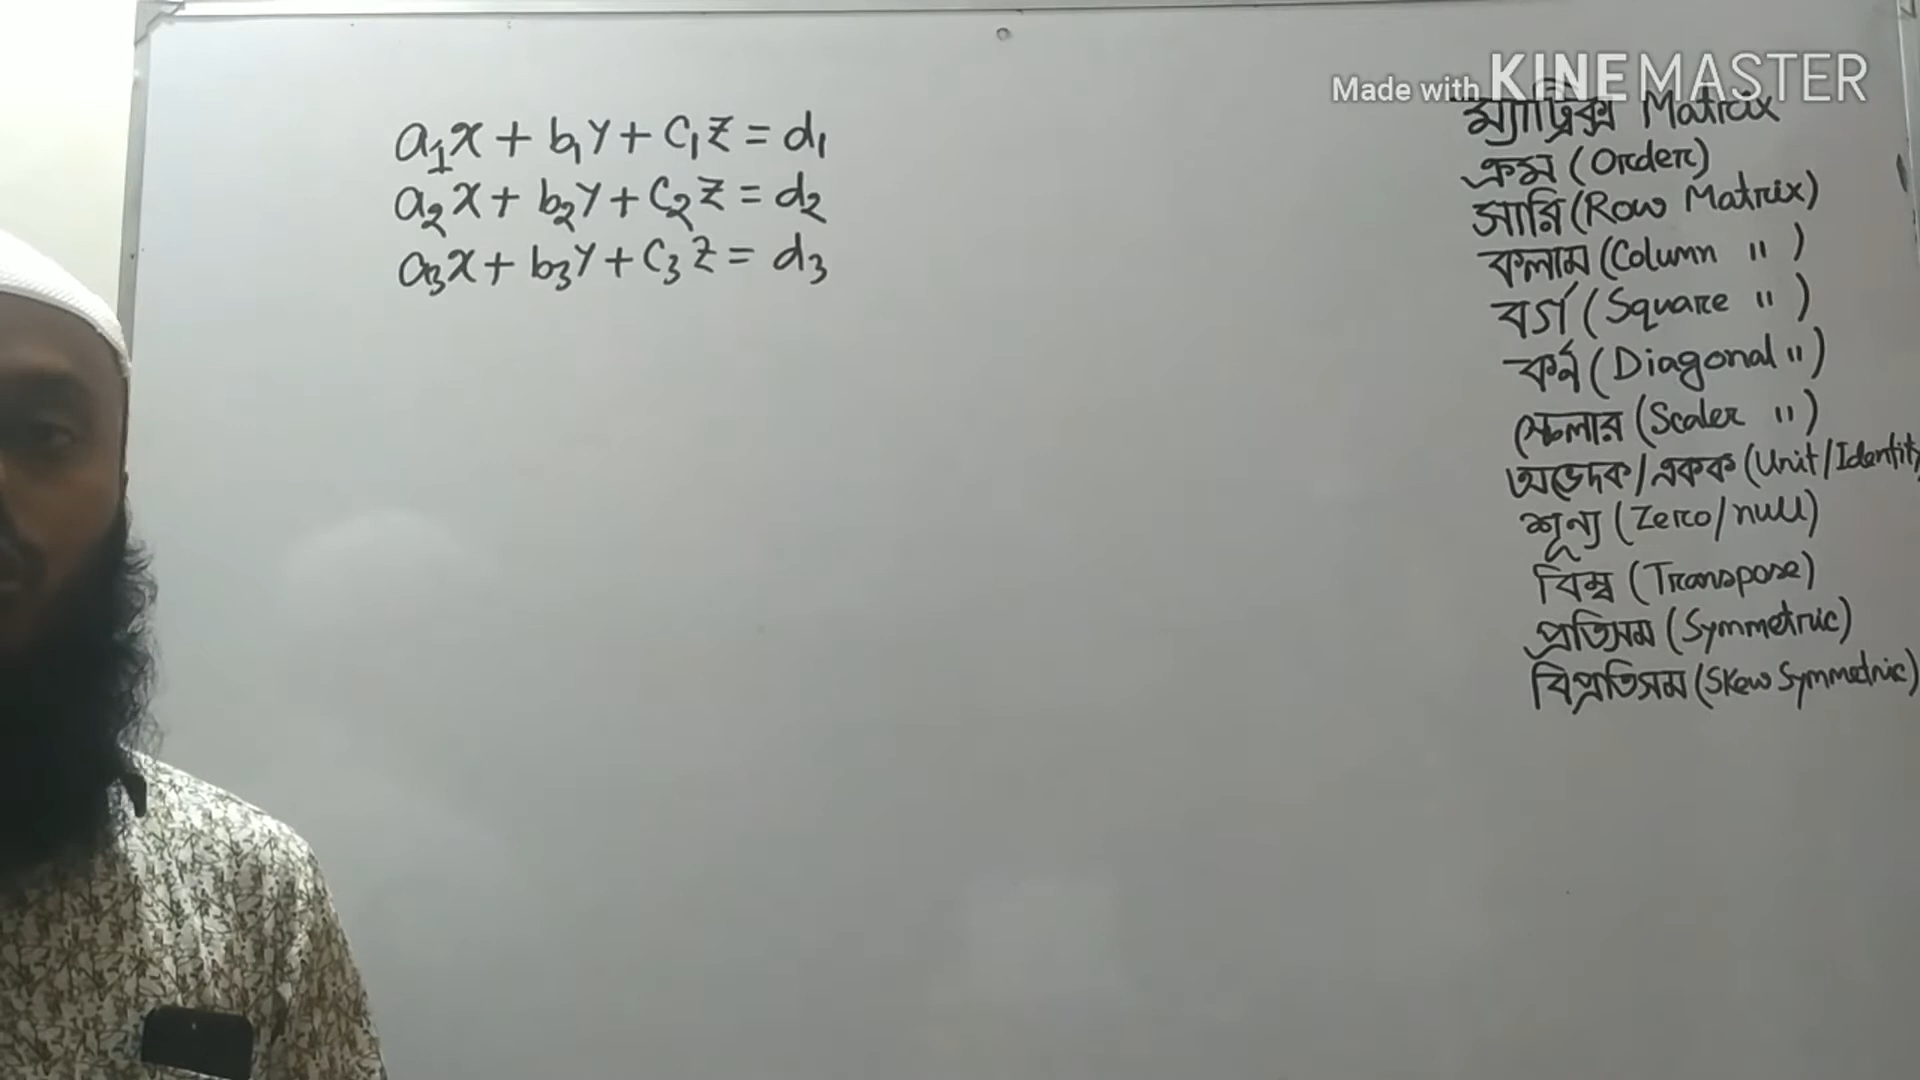 a₁x + b₁y + c₁z = d₁
a₂x + b₂y + c₂z = d₂
a₃x + b₃y + c₃z = d₃
Made with KINEMASTER
ম্যাট্রিক্স Matrix
ক্রম (Order)
সারি (Row Matrix)
কলাম (Column " )
বর্গ (Square " )
কর্ন (Diagonal " )
স্কেলার (Scaler " )
অভেদক/একক (Unit/Identity
শূন্য (Zero/null)
বিম্ব (Transpose)
প্রতিসম (Symmetric)
বিপ্রতিসম (Skew Symmetric)